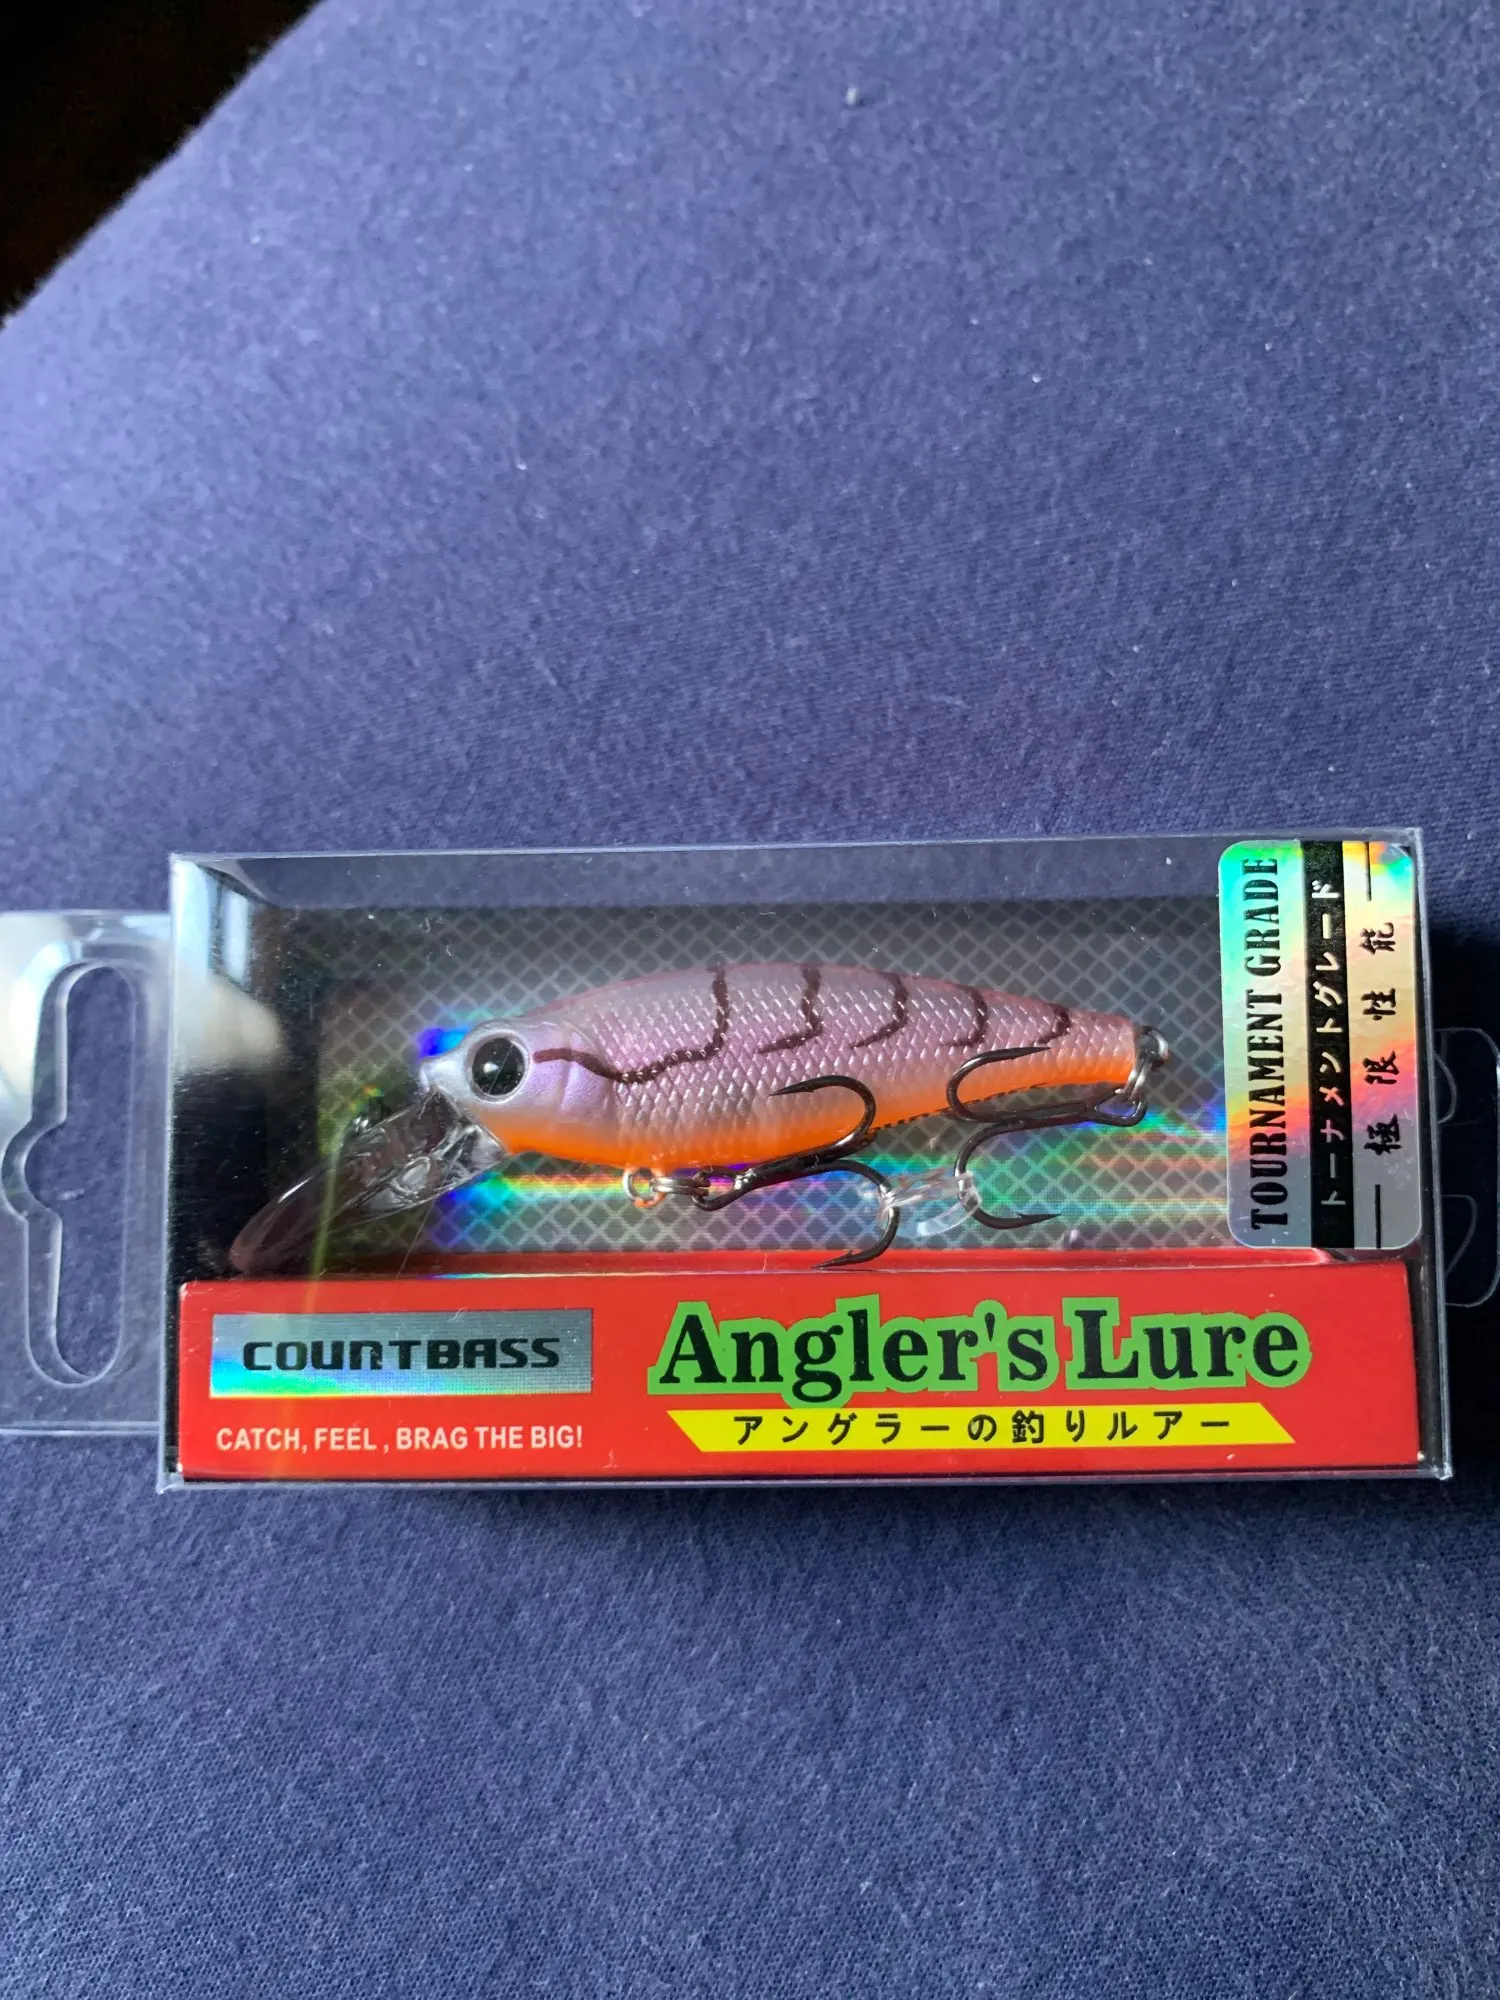 TOURNAMENT GRADE
トーナメントグレード
極限性能
COUNTBASS
CATCH, FEEL , BRAG THE BIG!
Angler's Lure
アングラーの釣りルアー